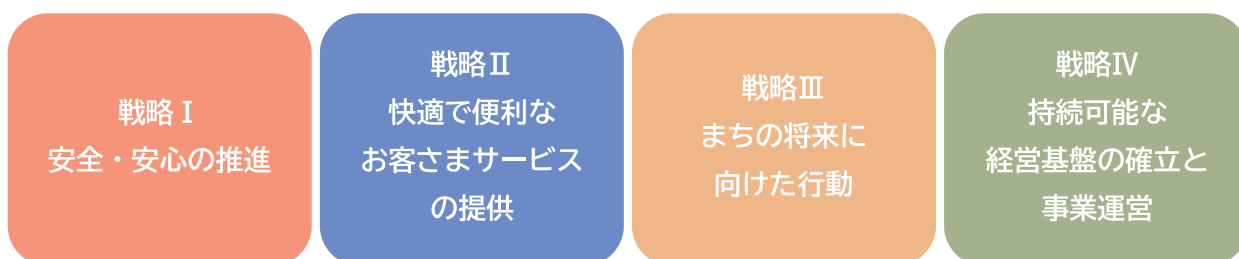 戦略Ⅰ
安全・安心の推進
戦略Ⅱ
快適で便利な
お客さまサービス
の提供
戦略Ⅲ
まちの将来に
向けた行動
戦略Ⅳ
持続可能な
経営基盤の確立と
事業運営